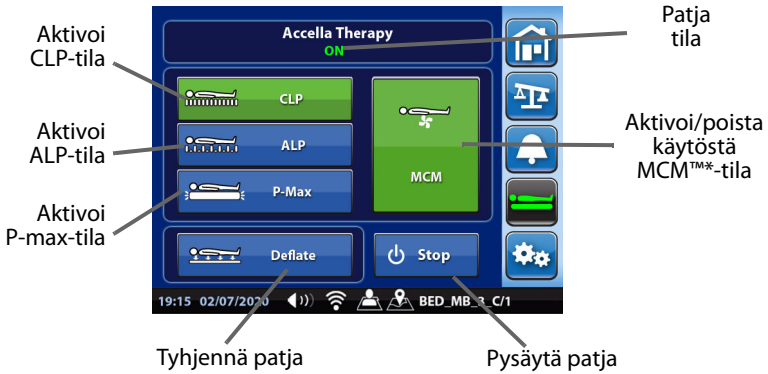 Aktivoi
CLP-tila
Aktivoi
ALP-tila
Aktivoi
P-max-tila
Accella Therapy
ON
CLP
ALP
P-Max
MCM
Deflate
Stop
19:15 02/07/2020
BED_MB_3_C/1
Patja
tila
Aktivoi/poista
käytöstä
MCM™*-tila
Tyhjennä patja
Pysäytä patja